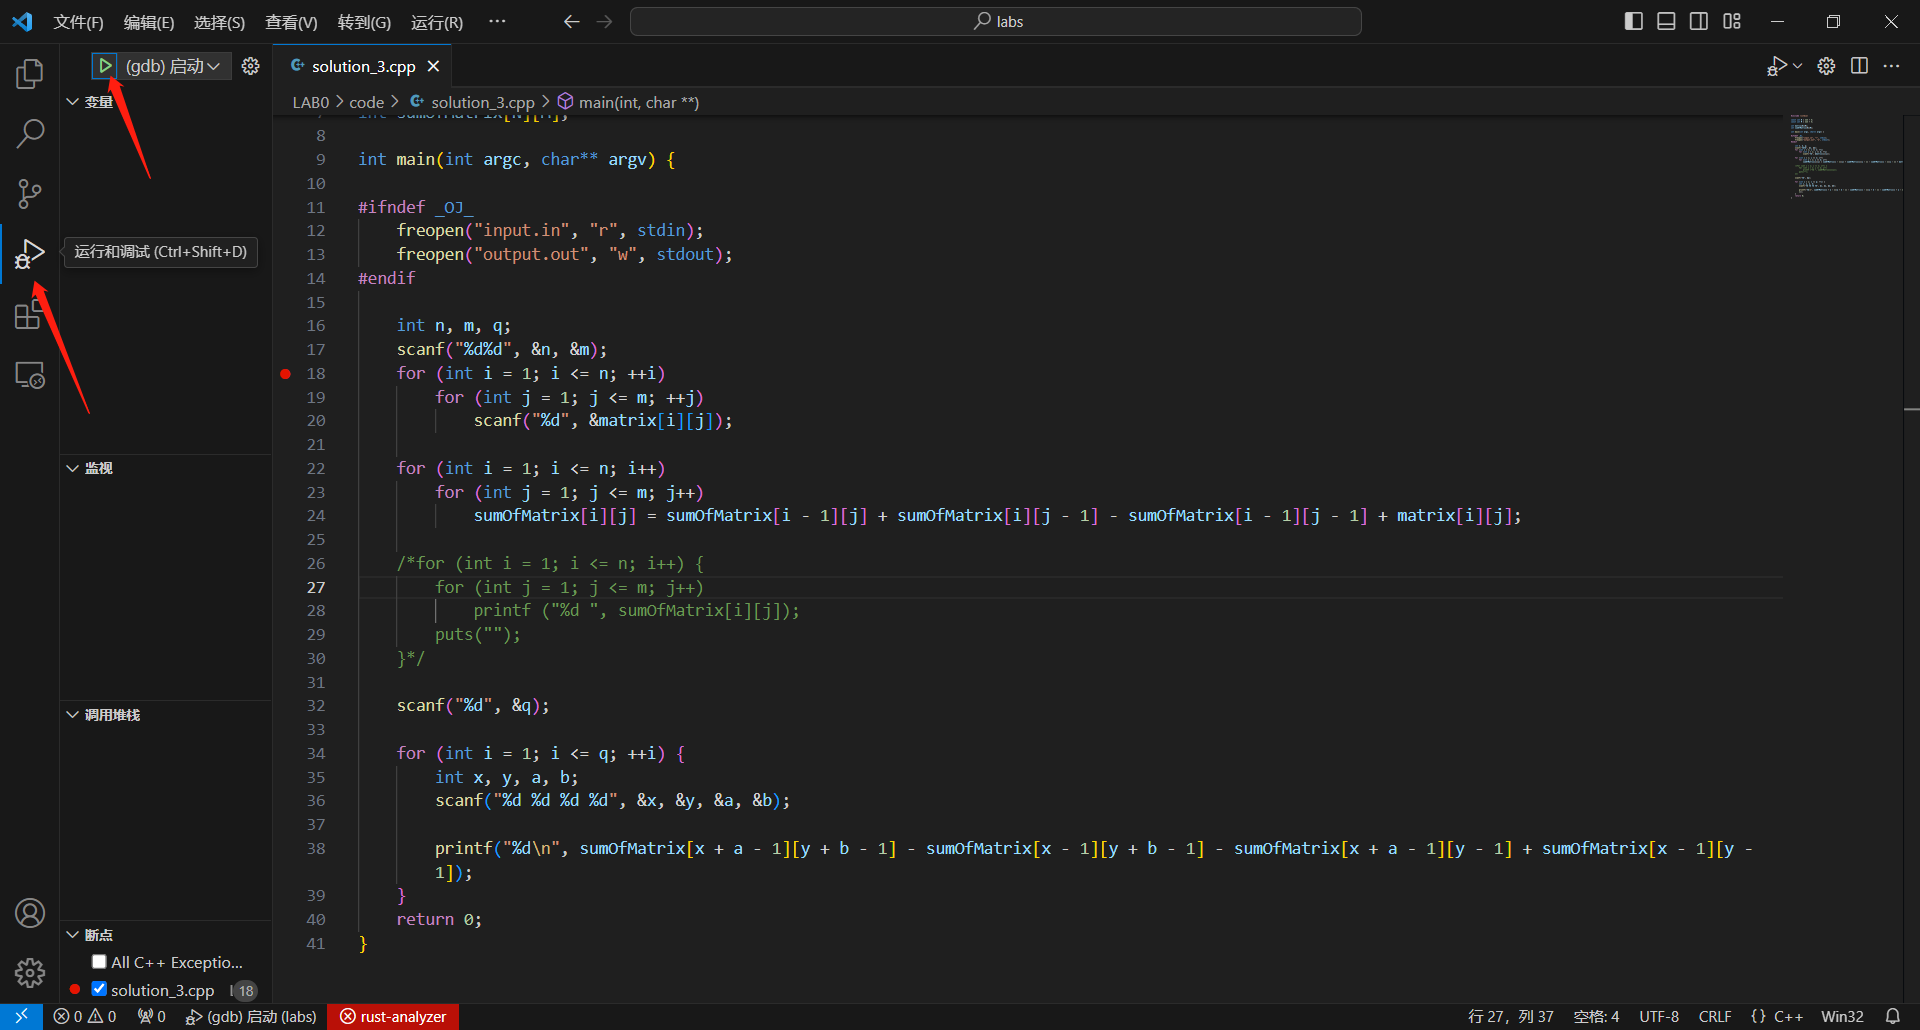 文件(F) 编辑(E) 选择(S) 查看(V) 转到(G) 运行(R) ··· labs
(gdb) 启动
solution_3.cpp
LAB0 > code > solution_3.cpp > main(int, char **)
变量
运行和调试 (Ctrl+Shift+D)
监视
调用堆栈
断点
All C++ Exceptio...
solution_3.cpp 18
7 int sumOfMatrix[N][M];
8
9 int main(int argc, char** argv) {
10
11 #ifndef _OJ_
12 freopen("input.in", "r", stdin);
13 freopen("output.out", "w", stdout);
14 #endif
15
16 int n, m, q;
17 scanf("%d%d", &n, &m);
18 for (int i = 1; i <= n; ++i)
19 for (int j = 1; j <= m; ++j)
20 scanf("%d", &matrix[i][j]);
21
22 for (int i = 1; i <= n; i++)
23 for (int j = 1; j <= m; j++)
24 sumOfMatrix[i][j] = sumOfMatrix[i - 1][j] + sumOfMatrix[i][j - 1] - sumOfMatrix[i - 1][j - 1] + matrix[i][j];
25
26 /*for (int i = 1; i <= n; i++) {
27 for (int j = 1; j <= m; j++)
28 printf ("%d ", sumOfMatrix[i][j]);
29 puts("");
30 }*/
31
32 scanf("%d", &q);
33
34 for (int i = 1; i <= q; ++i) {
35 int x, y, a, b;
36 scanf("%d %d %d %d", &x, &y, &a, &b);
37
38 printf("%d\n", sumOfMatrix[x + a - 1][y + b - 1] - sumOfMatrix[x - 1][y + b - 1] - sumOfMatrix[x + a - 1][y - 1] + sumOfMatrix[x - 1][y -
1]);
39 }
40 return 0;
41 }
0 0 0 (gdb) 启动 (labs) rust-analyzer 行 27，列 37 空格: 4 UTF-8 CRLF {} C++ Win32